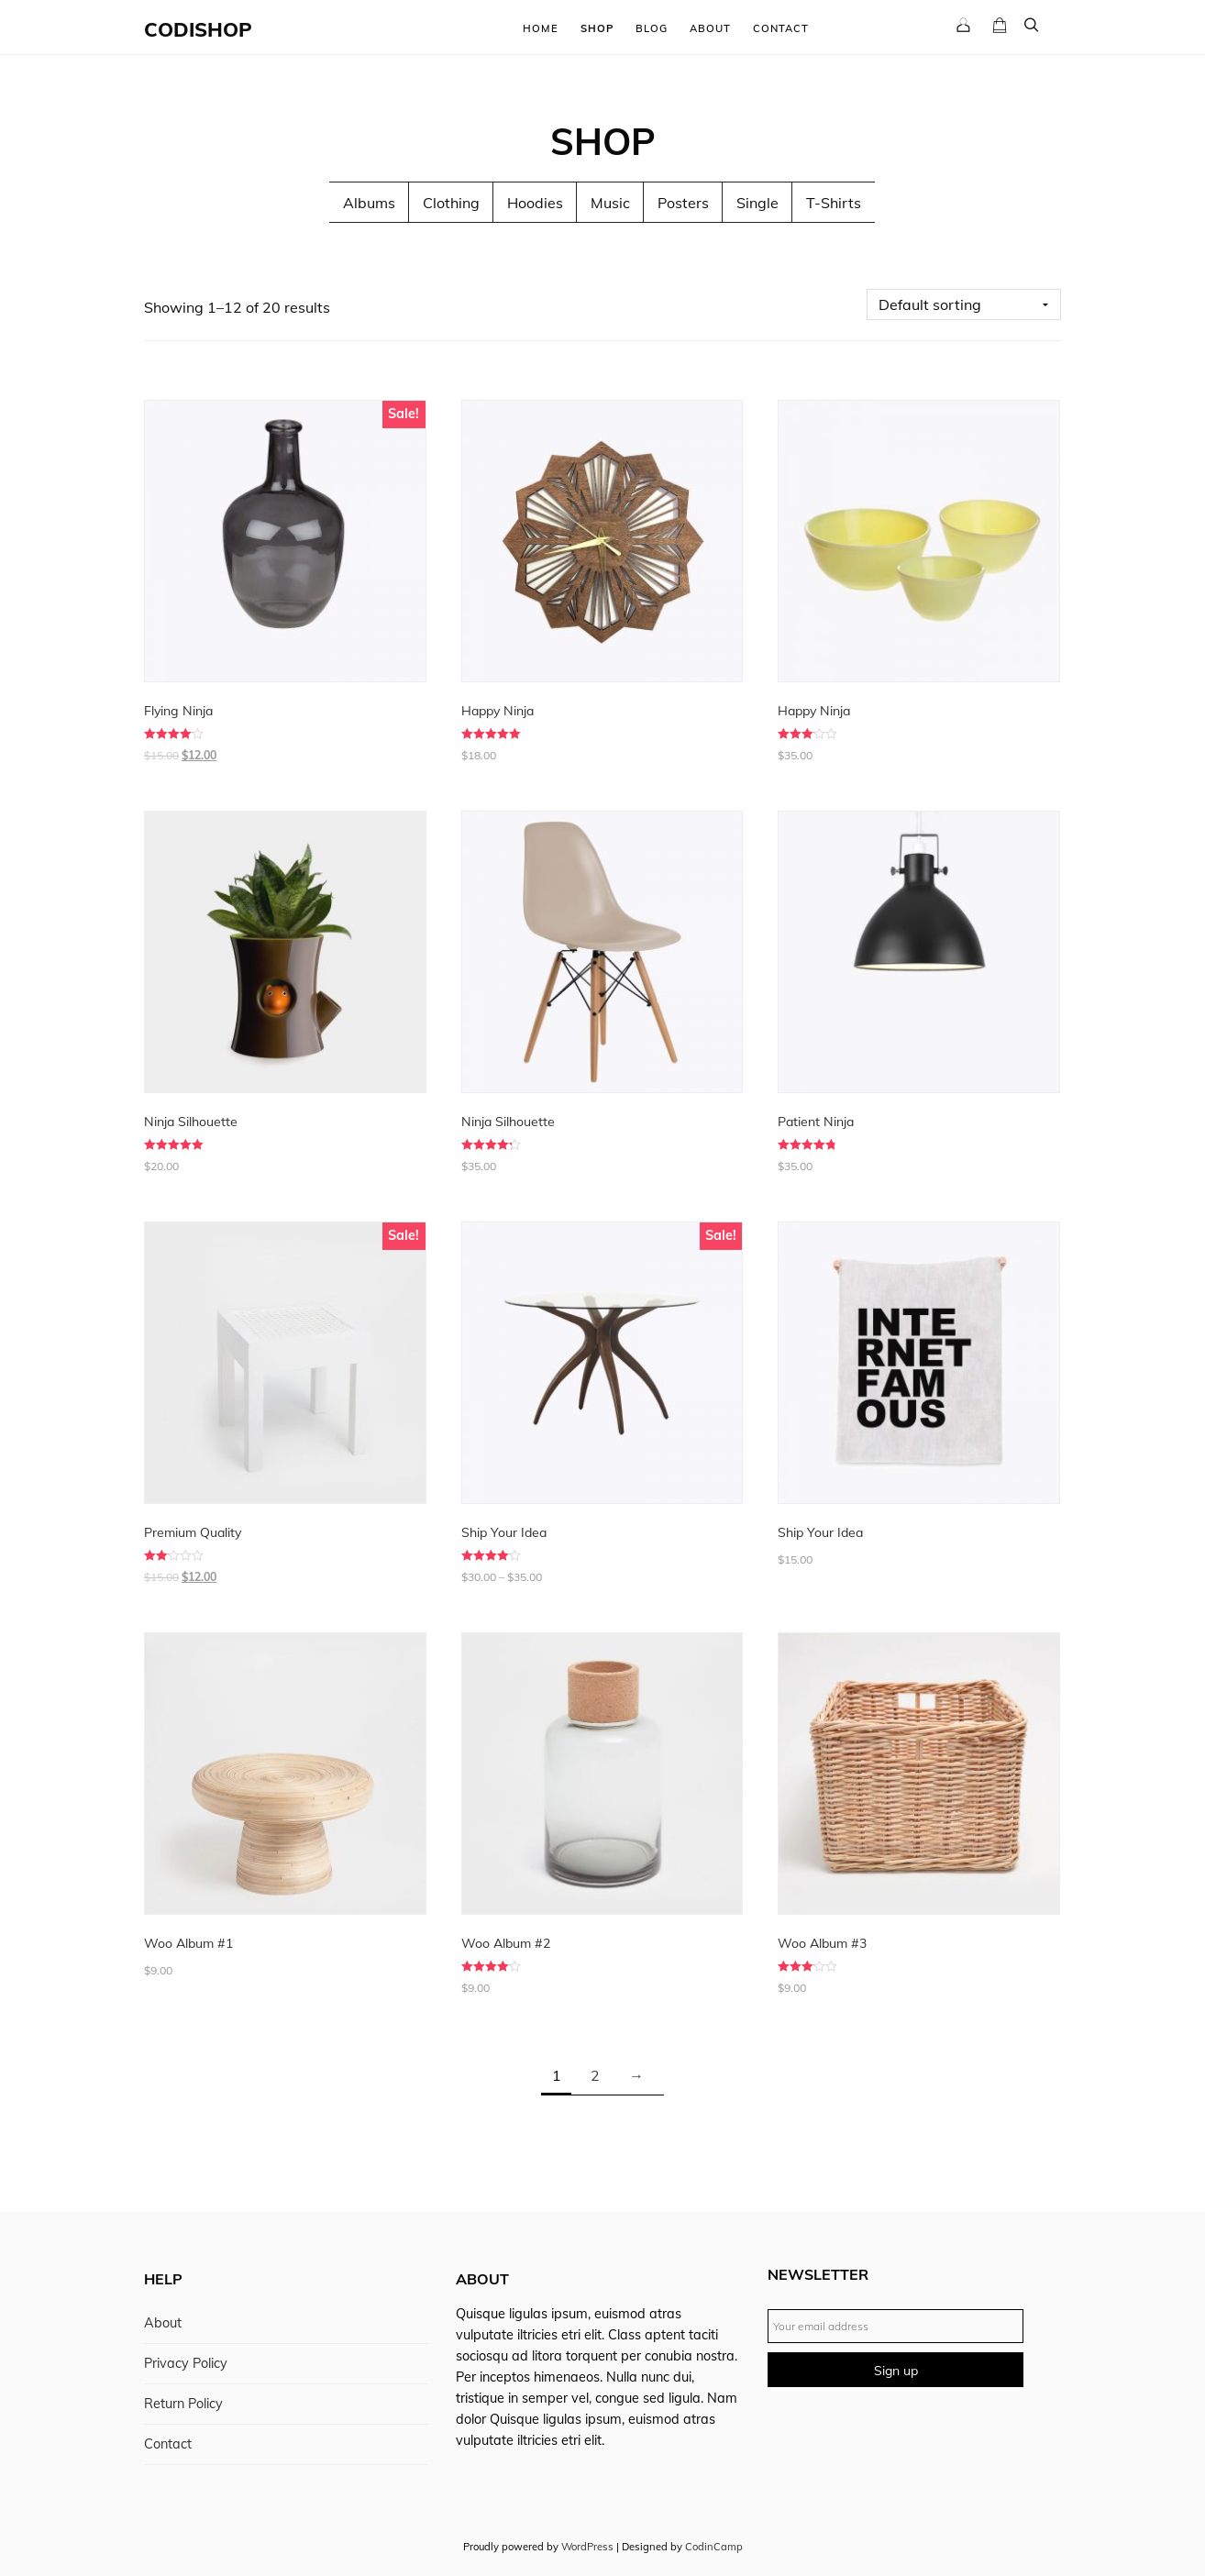 CODISHOP
HOME SHOP BLOG ABOUT CONTACT
SHOP
Albums Clothing Hoodies Music Posters Single T-Shirts
Showing 1–12 of 20 results
Default sorting
Sale!
Flying Ninja
$15.00 $12.00
Happy Ninja
$18.00
Happy Ninja
$35.00
Ninja Silhouette
$20.00
Ninja Silhouette
$35.00
Patient Ninja
$35.00
Sale!
Premium Quality
$15.00 $12.00
Sale!
Ship Your Idea
$30.00 – $35.00
INTE
RNET
FAM
OUS
Ship Your Idea
$15.00
Woo Album #1
$9.00
Woo Album #2
$9.00
Woo Album #3
$9.00
1 2 →
HELP
About
Privacy Policy
Return Policy
Contact
ABOUT
Quisque ligulas ipsum, euismod atras
vulputate iltricies etri elit. Class aptent taciti
sociosqu ad litora torquent per conubia nostra.
Per inceptos himenaeos. Nulla nunc dui,
tristique in semper vel, congue sed ligula. Nam
dolor Quisque ligulas ipsum, euismod atras
vulputate iltricies etri elit.
NEWSLETTER
Your email address
Sign up
Proudly powered by WordPress | Designed by CodinCamp